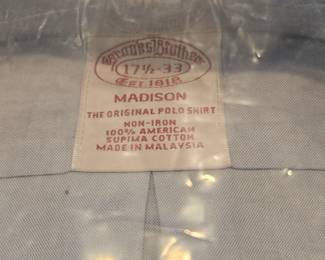 Brooks Brothers
17½-33
EST. 1818
MADISON
THE ORIGINAL POLO SHIRT
NON-IRON
100% AMERICAN
SUPIMA COTTON
MADE IN MALAYSIA